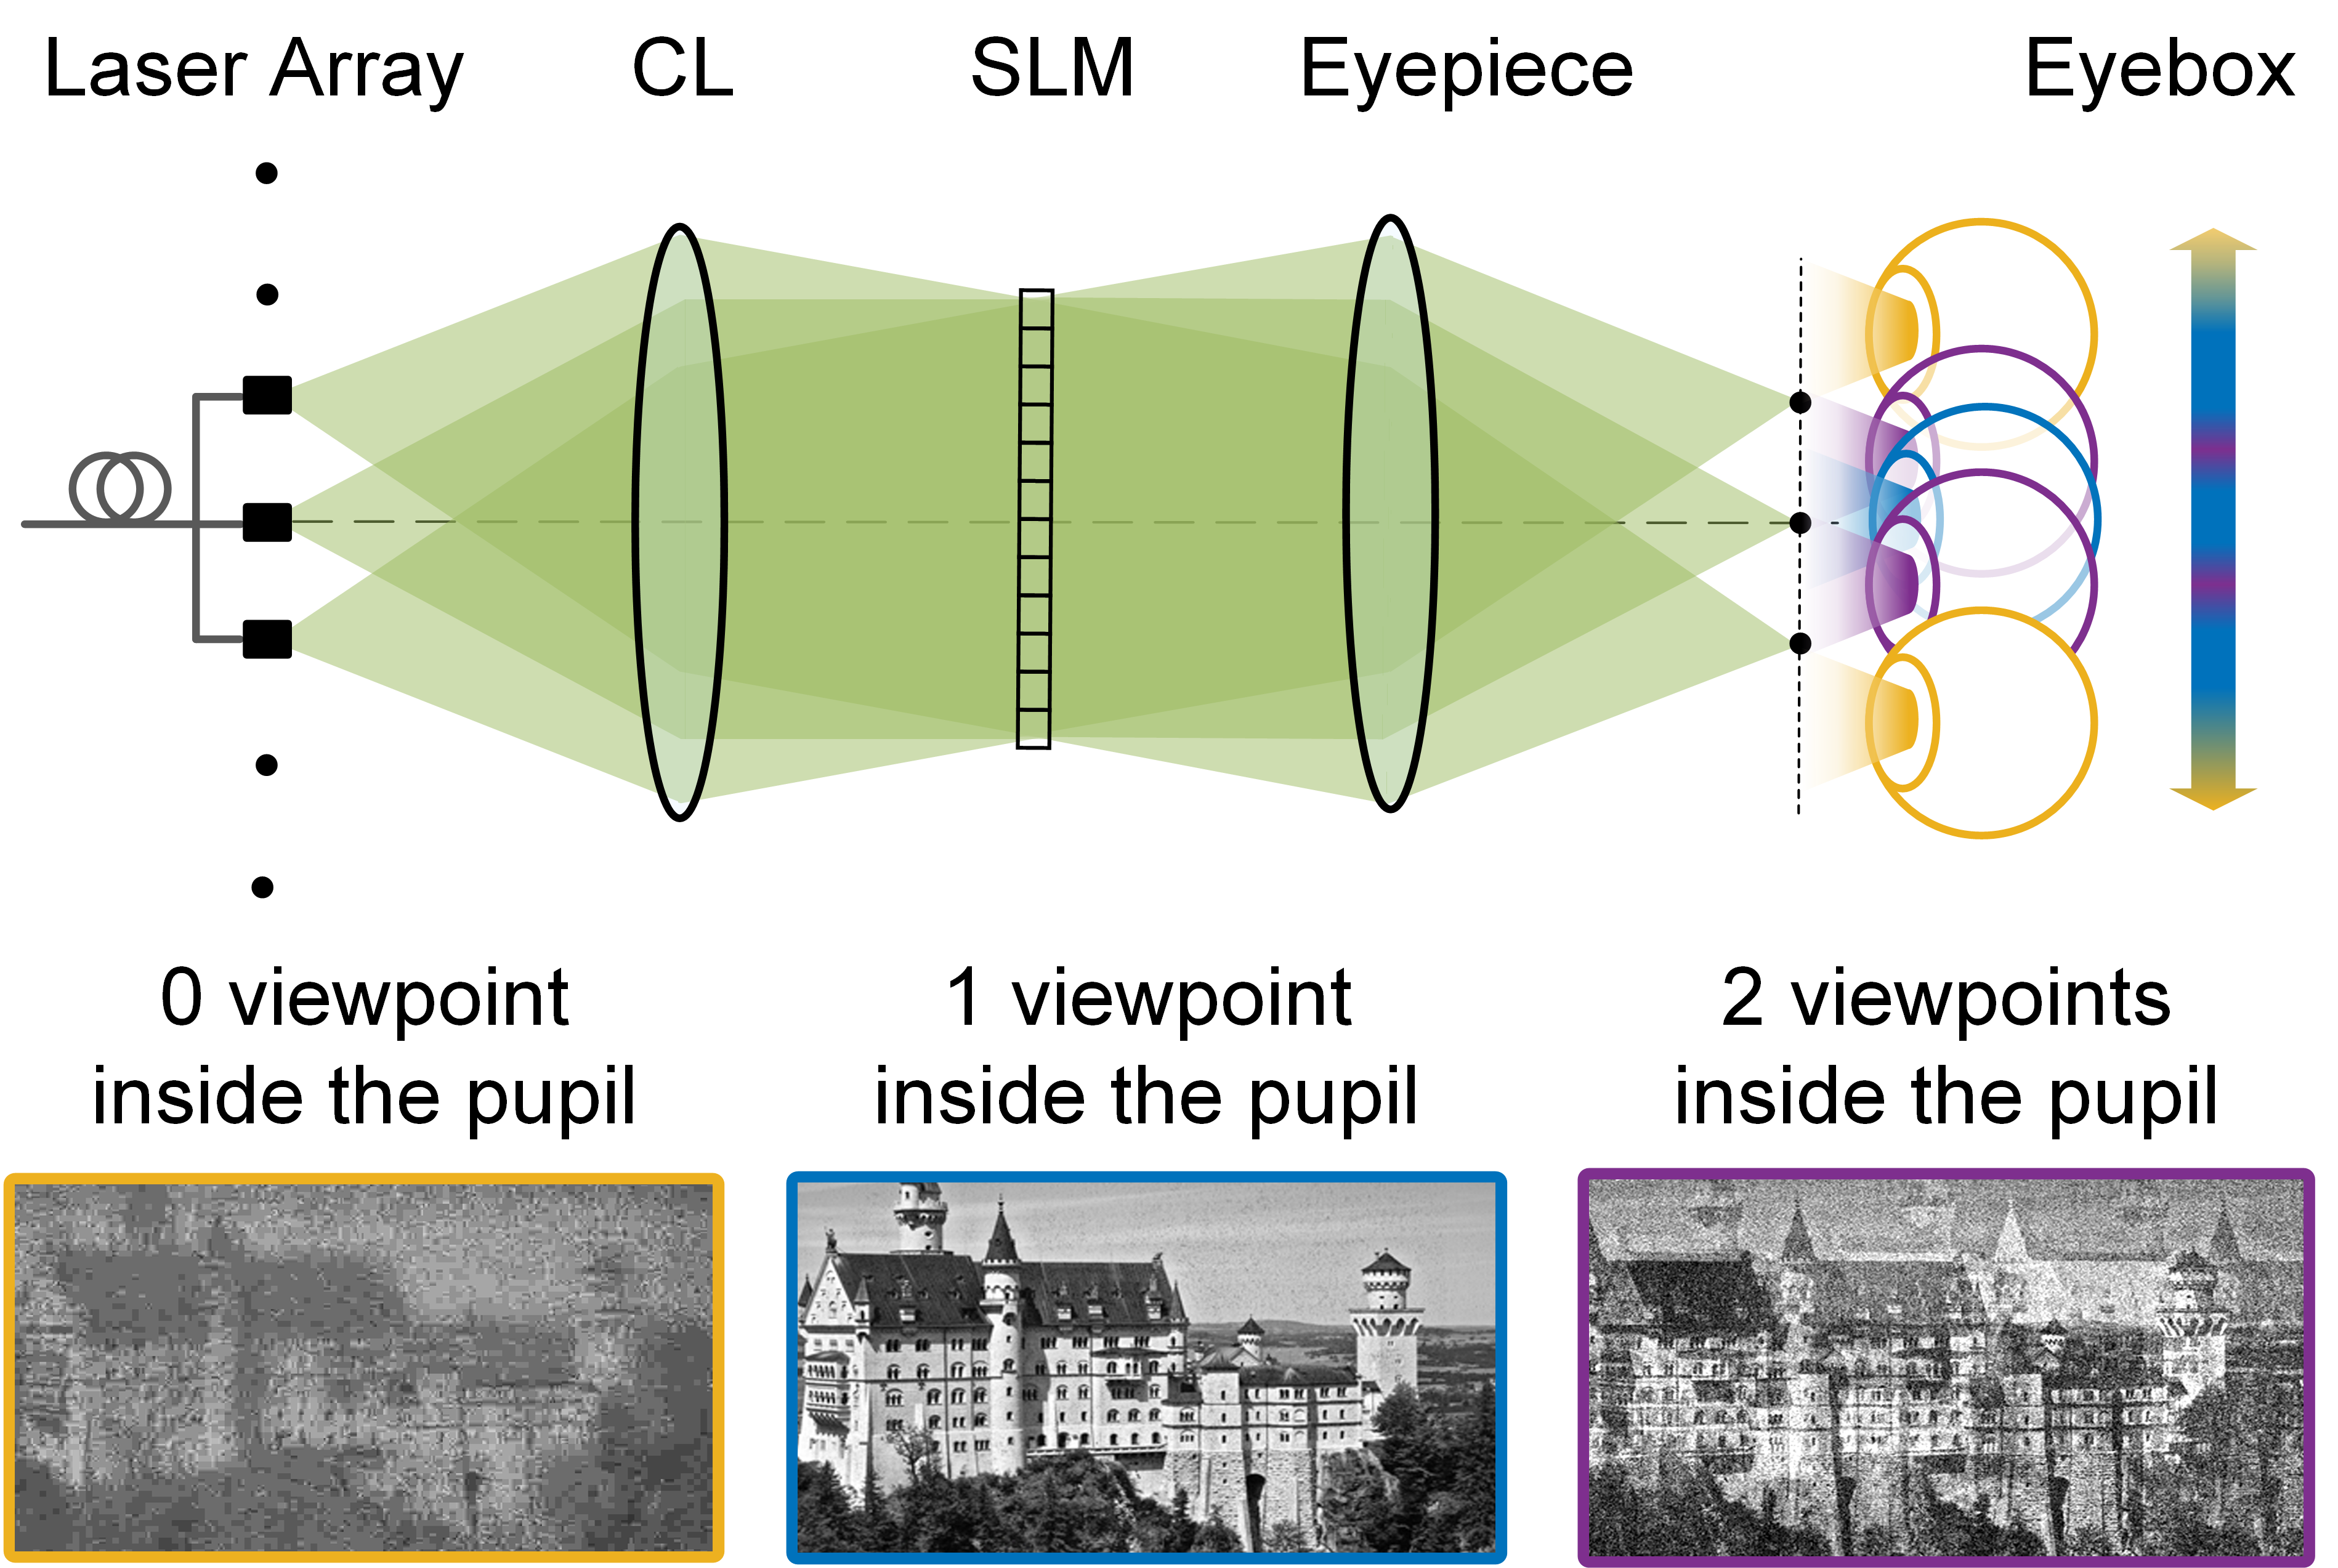 Laser Array
CL
SLM
Eyepiece
Eyebox
0 viewpoint
inside the pupil
1 viewpoint
inside the pupil
2 viewpoints
inside the pupil